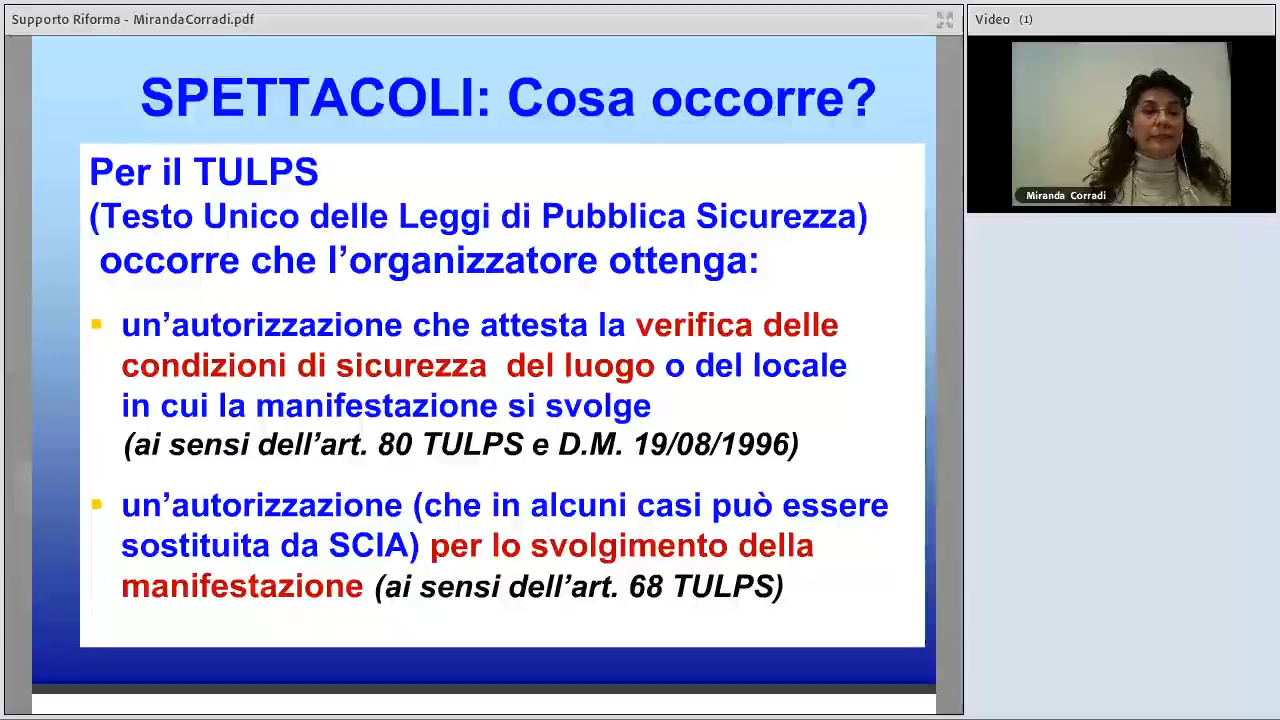 Supporto Riforma - MirandaCorradi.pdf
Video (1)
SPETTACOLI: Cosa occorre?
Per il TULPS
(Testo Unico delle Leggi di Pubblica Sicurezza)
occorre che l’organizzatore ottenga:
un’autorizzazione che attesta la verifica delle
condizioni di sicurezza del luogo o del locale
in cui la manifestazione si svolge
(ai sensi dell’art. 80 TULPS e D.M. 19/08/1996)
un’autorizzazione (che in alcuni casi può essere
sostituita da SCIA) per lo svolgimento della
manifestazione (ai sensi dell’art. 68 TULPS)
Miranda Corradi